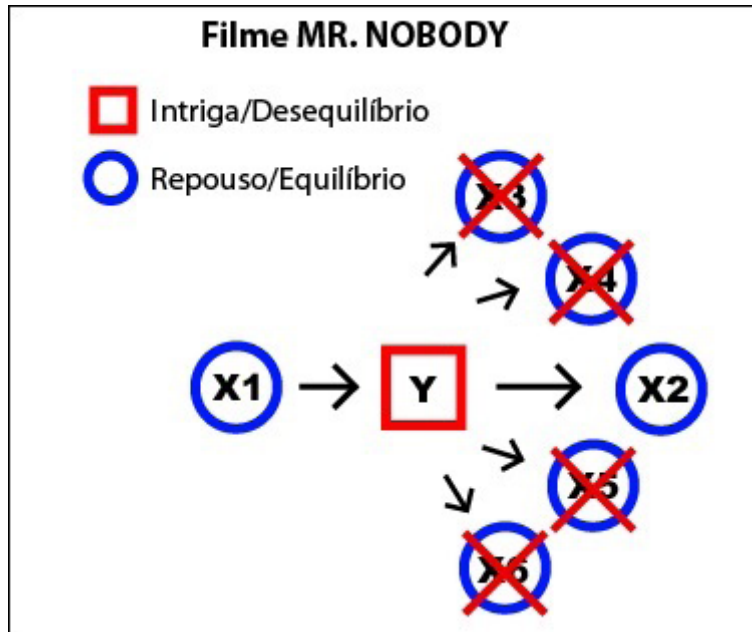 Filme MR. NOBODY
Intriga/Desequilíbrio
Repouso/Equilíbrio
X3
X4
X1
Y
X2
X5
X6